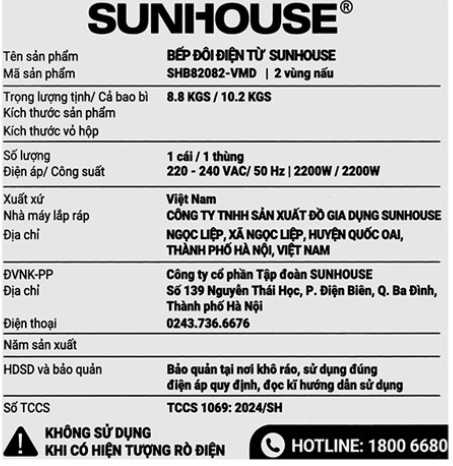 SUNHOUSE®
Tên sản phẩm BẾP ĐÔI ĐIỆN TỪ SUNHOUSE
Mã sản phẩm SHB82082-VMD | 2 vùng nấu
Trọng lượng tịnh/ Cả bao bì 8.8 KGS / 10.2 KGS
Kích thước sản phẩm
Kích thước vỏ hộp
Số lượng 1 cái / 1 thùng
Điện áp/ Công suất 220 - 240 VAC/ 50 Hz | 2200W / 2200W
Xuất xứ Việt Nam
Nhà máy lắp ráp CÔNG TY TNHH SẢN XUẤT ĐỒ GIA DỤNG SUNHOUSE
Địa chỉ NGỌC LIỆP, XÃ NGỌC LIỆP, HUYỆN QUỐC OAI,
THÀNH PHỐ HÀ NỘI, VIỆT NAM
ĐVNK-PP Công ty cổ phần Tập đoàn SUNHOUSE
Địa chỉ Số 139 Nguyễn Thái Học, P. Điện Biên, Q. Ba Đình,
Thành phố Hà Nội
Điện thoại 0243.736.6676
Năm sản xuất
HDSD và bảo quản Bảo quản tại nơi khô ráo, sử dụng đúng
điện áp quy định, đọc kĩ hướng dẫn sử dụng
Số TCCS TCCS 1069: 2024/SH
KHÔNG SỬ DỤNG
KHI CÓ HIỆN TƯỢNG RÒ ĐIỆN
HOTLINE: 1800 6680